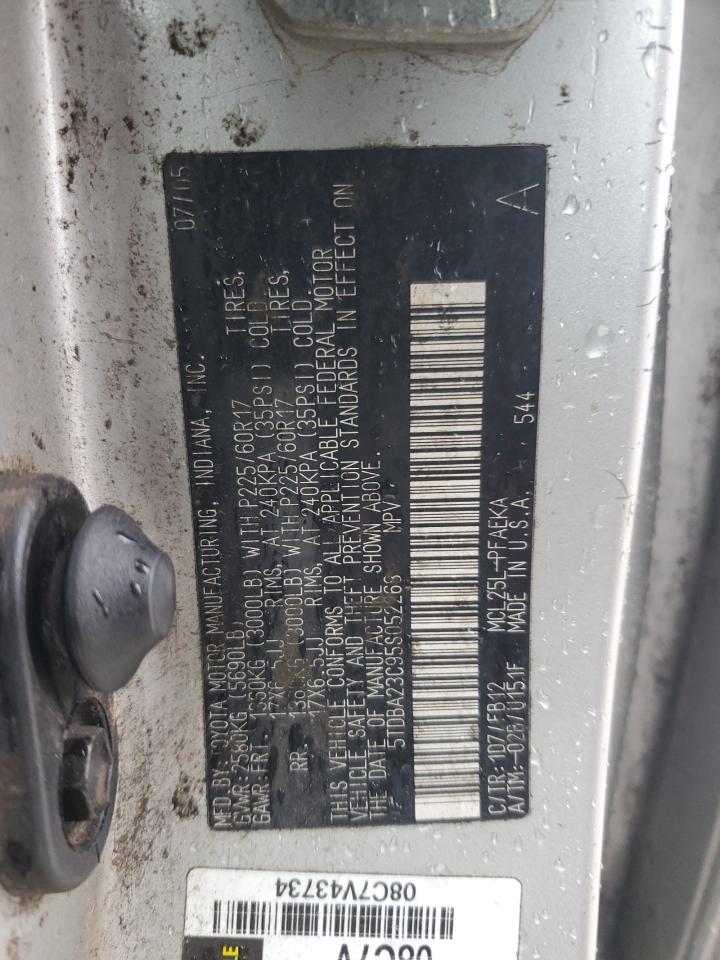 07/05
MFD BY:TOYOTA MOTOR MANUFACTURING, INDIANA, INC.
GVWR:2580KG (5690LB)
GAWR:FRT. 1360KG (3000LB) WITH P225/60R17 TIRES,
17X6.5JJ RIMS, AT 240KPA (35PSI) COLD
RR. 1360KG (3000LB) WITH P225/60R17 TIRES,
17X6.5JJ RIMS, AT 240KPA (35PSI) COLD
THIS VEHICLE CONFORMS TO ALL APPLICABLE FEDERAL MOTOR
VEHICLE SAFETY AND THEFT PREVENTION STANDARDS IN EFFECT ON
THE DATE OF MANUFACTURE SHOWN ABOVE.
5TDBA23C95S052265 MPV
C/TR:1D7/FB12 MCL25L-PFAEKA
A/TM:-02B/U151F MADE IN U.S.A. 544
A
08C7V43734
08C7V